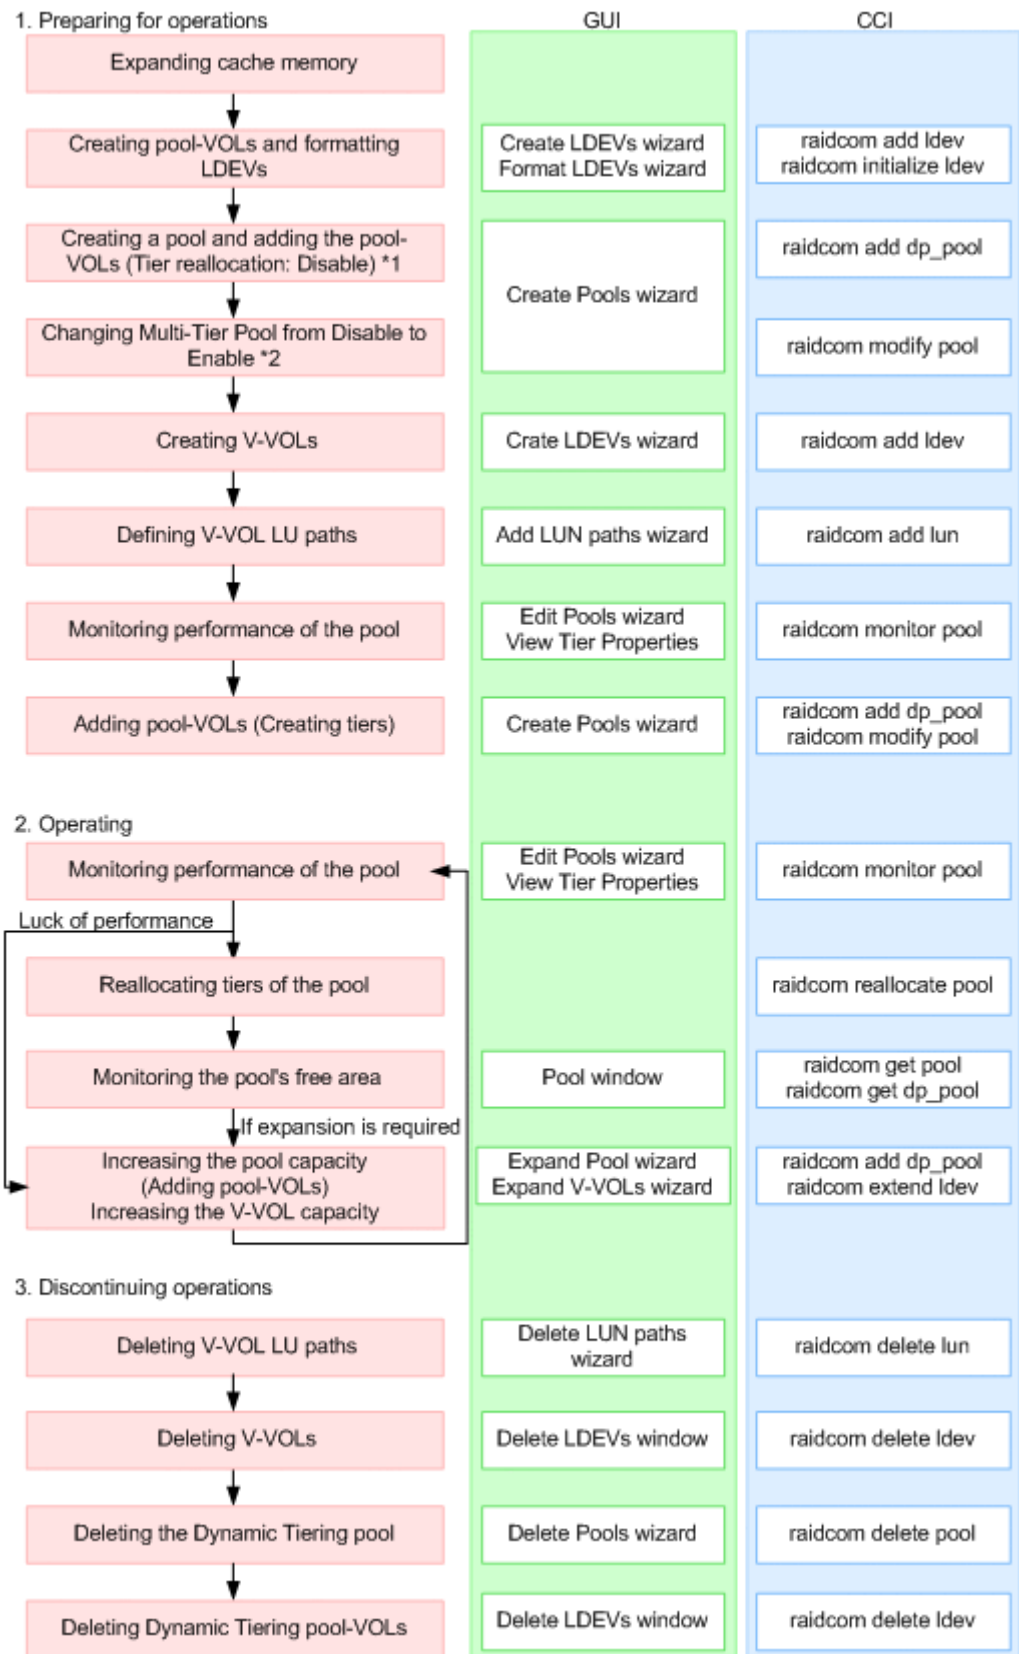 1. Preparing for operations
GUI
CCI
Expanding cache memory
Creating pool-VOLs and formatting
LDEVs
Create LDEVs wizard
Format LDEVs wizard
raidcom add ldev
raidcom initialize ldev
Creating a pool and adding the pool-
VOLs (Tier reallocation: Disable) *1
Create Pools wizard
raidcom add dp_pool
Changing Multi-Tier Pool from Disable to
Enable *2
raidcom modify pool
Creating V-VOLs
Crate LDEVs wizard
raidcom add ldev
Defining V-VOL LU paths
Add LUN paths wizard
raidcom add lun
Monitoring performance of the pool
Edit Pools wizard
View Tier Properties
raidcom monitor pool
Adding pool-VOLs (Creating tiers)
Create Pools wizard
raidcom add dp_pool
raidcom modify pool
2. Operating
Monitoring performance of the pool
Edit Pools wizard
View Tier Properties
raidcom monitor pool
Luck of performance
Reallocating tiers of the pool
raidcom reallocate pool
Monitoring the pool's free area
Pool window
raidcom get pool
raidcom get dp_pool
If expansion is required
Increasing the pool capacity
(Adding pool-VOLs)
Increasing the V-VOL capacity
Expand Pool wizard
Expand V-VOLs wizard
raidcom add dp_pool
raidcom extend ldev
3. Discontinuing operations
Deleting V-VOL LU paths
Delete LUN paths
wizard
raidcom delete lun
Deleting V-VOLs
Delete LDEVs window
raidcom delete ldev
Deleting the Dynamic Tiering pool
Delete Pools wizard
raidcom delete pool
Deleting Dynamic Tiering pool-VOLs
Delete LDEVs window
raidcom delete ldev